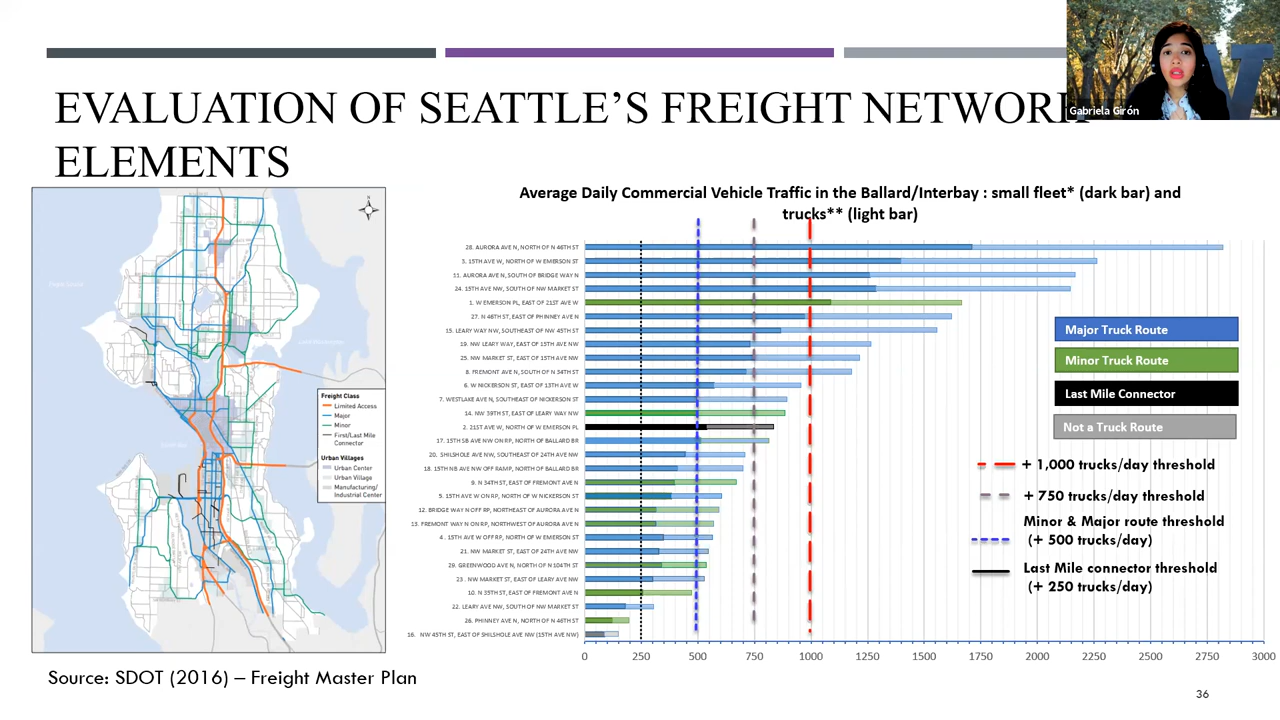 EVALUATION OF SEATTLE'S FREIGHT NETWORK
ELEMENTS
Gabriela Girón
Average Daily Commercial Vehicle Traffic in the Ballard/Interbay : small fleet* (dark bar) and
trucks** (light bar)
N
Freight Class
Limited Access
Major
Minor
First/Last Mile
Connector
Urban Villages
Urban Center
Urban Village
Manufacturing/
Industrial Center
28. AURORA AVE N, NORTH OF N 46TH ST
3. 15TH AVE W, NORTH OF W EMERSON ST
11. AURORA AVE N, SOUTH OF BRIDGE WAY N
24. 15TH AVE NW, SOUTH OF NW MARKET ST
1. W EMERSON PL, EAST OF 21ST AVE W
27. N 46TH ST, EAST OF PHINNEY AVE N
15. LEARY WAY NW, SOUTHEAST OF NW 45TH ST
19. NW LEARY WAY, EAST OF 15TH AVE NW
25. NW MARKET ST, EAST OF 15TH AVE NW
8. FREMONT AVE N, SOUTH OF N 34TH ST
6. W NICKERSON ST, EAST OF 13TH AVE W
7. WESTLAKE AVE N, SOUTHEAST OF NICKERSON ST
14. NW 39TH ST, EAST OF LEARY WAY NW
2. 21ST AVE W, NORTH OF W EMERSON PL
17. 15TH SB AVE NW ON RP, NORTH OF BALLARD BR
20. SHILSHOLE AVE NW, SOUTHEAST OF 24TH AVE NW
18. 15TH NB AVE NW OFF RAMP, NORTH OF BALLARD BR
9. N 34TH ST, EAST OF FREMONT AVE N
5. 15TH AVE W ON RP, NORTH OF W NICKERSON ST
12. BRIDGE WAY N OFF RP, NORTHEAST OF AURORA AVE N
13. FREMONT WAY N ON RP, NORTHWEST OF AURORA AVE N
4 . 15TH AVE W OFF RP, NORTH OF W EMERSON ST
21. NW MARKET ST, EAST OF 24TH AVE NW
29. GREENWOOD AVE N, NORTH OF N 104TH ST
23 . NW MARKET ST, EAST OF LEARY AVE NW
10. N 35TH ST, EAST OF FREMONT AVE N
22. LEARY AVE NW, SOUTH OF NW MARKET ST
26. PHINNEY AVE N, NORTH OF N 46TH ST
16. NW 45TH ST, EAST OF SHILSHOLE AVE NW (15TH AVE NW)
0 250 500 750 1000 1250 1500 1750 2000 2250 2500 2750 3000
Major Truck Route
Minor Truck Route
Last Mile Connector
Not a Truck Route
+ 1,000 trucks/day threshold
+ 750 trucks/day threshold
Minor & Major route threshold
(+ 500 trucks/day)
Last Mile connector threshold
(+ 250 trucks/day)
Source: SDOT (2016) – Freight Master Plan
36